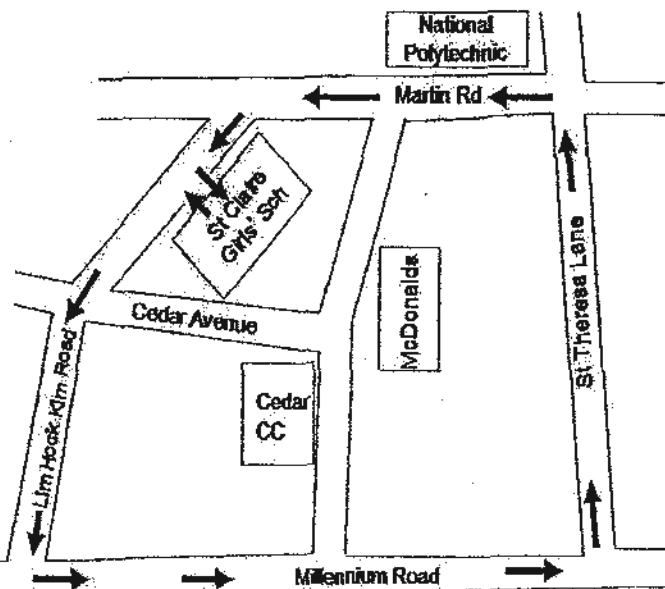 National
Polytechnic
Martin Rd
St Claire
Girls' Sch
Cedar Avenue
McDonalds
St Theresa Lane
Lim Hock Kim Road
Cedar
CC
Millennium Road